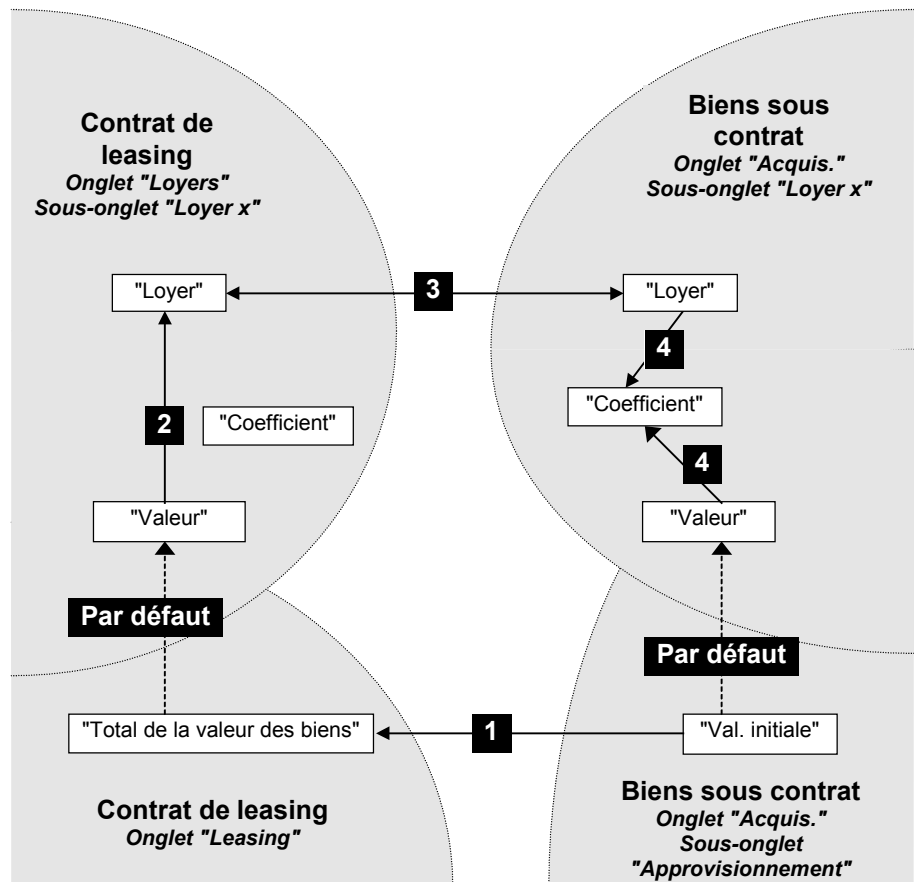 Contrat de
leasing
Onglet "Loyers"
Sous-onglet "Loyer x"
Biens sous
contrat
Onglet "Acquis."
Sous-onglet "Loyer x"
"Loyer"
3
"Loyer"
4
2
"Coefficient"
"Coefficient"
4
"Valeur"
"Valeur"
Par défaut
Par défaut
"Total de la valeur des biens"
1
"Val. initiale"
Contrat de leasing
Onglet "Leasing"
Biens sous contrat
Onglet "Acquis."
Sous-onglet
"Approvisionnement"